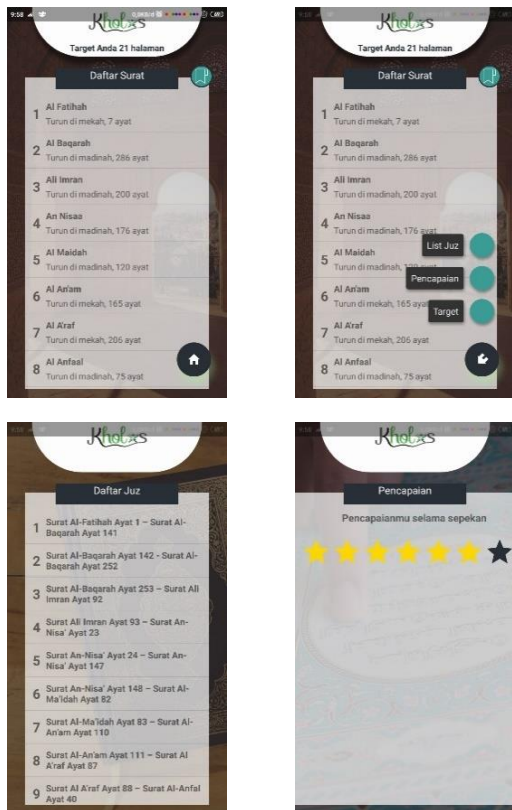 9:58
Kholas
Target Anda 21 halaman
Daftar Surat
1 Al Fatihah
Turun di mekah, 7 ayat
2 Al Baqarah
Turun di madinah, 286 ayat
3 Ali Imran
Turun di madinah, 200 ayat
4 An Nisaa
Turun di madinah, 176 ayat
5 Al Maidah
Turun di madinah, 120 ayat
6 Al An'am
Turun di mekah, 165 ayat
7 Al A'raf
Turun di mekah, 206 ayat
8 Al Anfaal
Turun di madinah, 75 ayat
Kholas
Target Anda 21 halaman
Daftar Surat
1 Al Fatihah
Turun di mekah, 7 ayat
2 Al Baqarah
Turun di madinah, 286 ayat
3 Ali Imran
Turun di madinah, 200 ayat
4 An Nisaa
Turun di madinah, 176 ayat
List Juz
5 Al Maidah
Turun di madinah,
Pencapaian
6 Al An'am
Turun di mekah, 165 ayat
Target
7 Al A'raf
Turun di mekah, 206 ayat
8 Al Anfaal
Turun di madinah, 75 ayat
Kholas
Daftar Juz
1 Surat Al-Fatihah Ayat 1 – Surat Al-
Baqarah Ayat 141
2 Surat Al-Baqarah Ayat 142 - Surat Al-
Baqarah Ayat 252
3 Surat Al-Baqarah Ayat 253 – Surat Ali
Imran Ayat 92
4 Surat Ali Imran Ayat 93 – Surat An-
Nisa' Ayat 23
5 Surat An-Nisa' Ayat 24 – Surat An-
Nisa' Ayat 147
6 Surat An-Nisa' Ayat 148 – Surat Al-
Ma'idah Ayat 82
7 Surat Al-Ma'idah Ayat 83 – Surat Al-
An'am Ayat 110
8 Surat Al-An'am Ayat 111 – Surat Al
A'raf Ayat 87
9 Surat Al A'raf Ayat 88 – Surat Al-Anfal
Ayat 40
Kholas
Pencapaian
Pencapaianmu selama sepekan